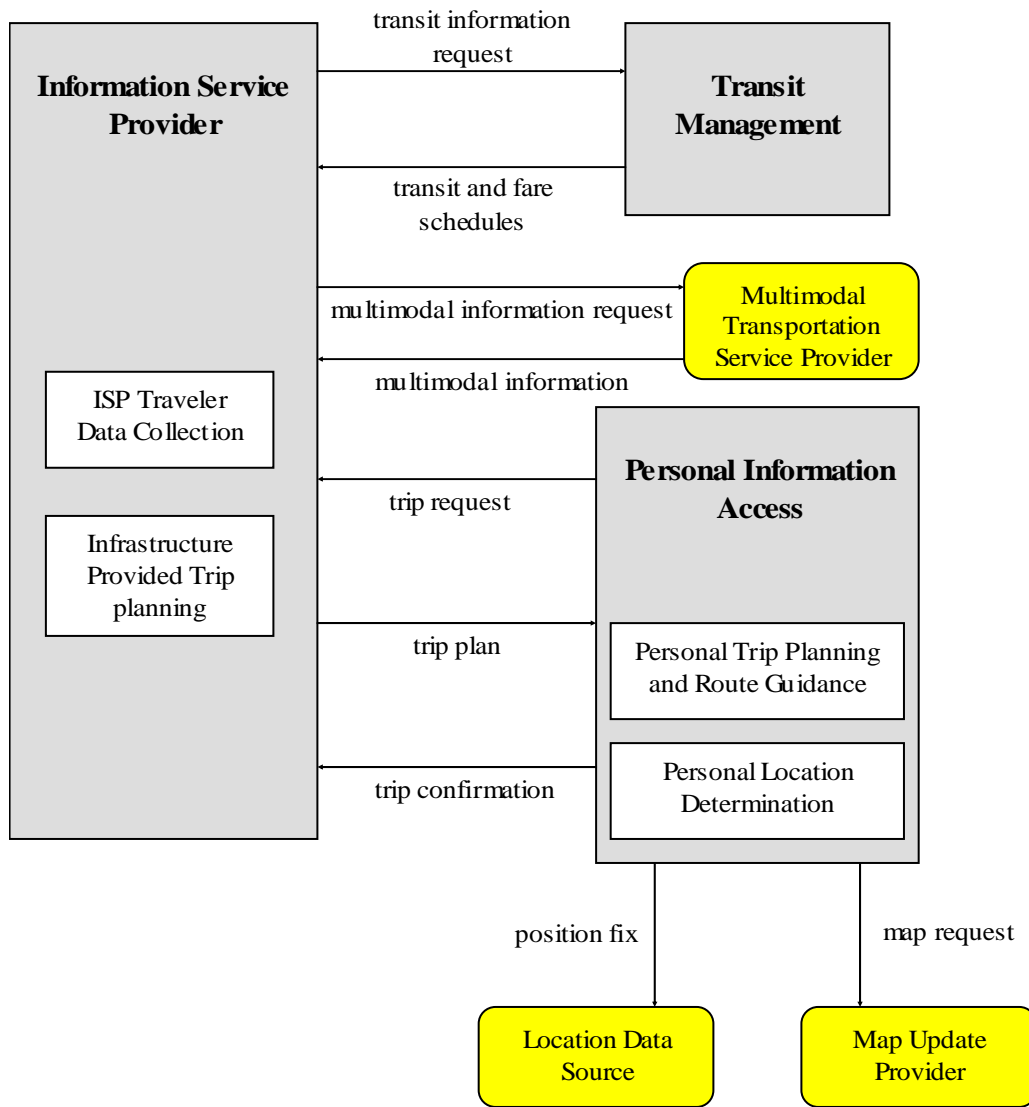 transit information
request
Information Service
Provider
Transit
Management
transit and fare
schedules
multimodal information request
Multimodal
Transportation
Service Provider
multimodal information
ISP Traveler
Data Collection
Personal Information
Access
trip request
Infrastructure
Provided Trip
planning
trip plan
Personal Trip Planning
and Route Guidance
trip confirmation
Personal Location
Determination
position fix
map request
Location Data
Source
Map Update
Provider